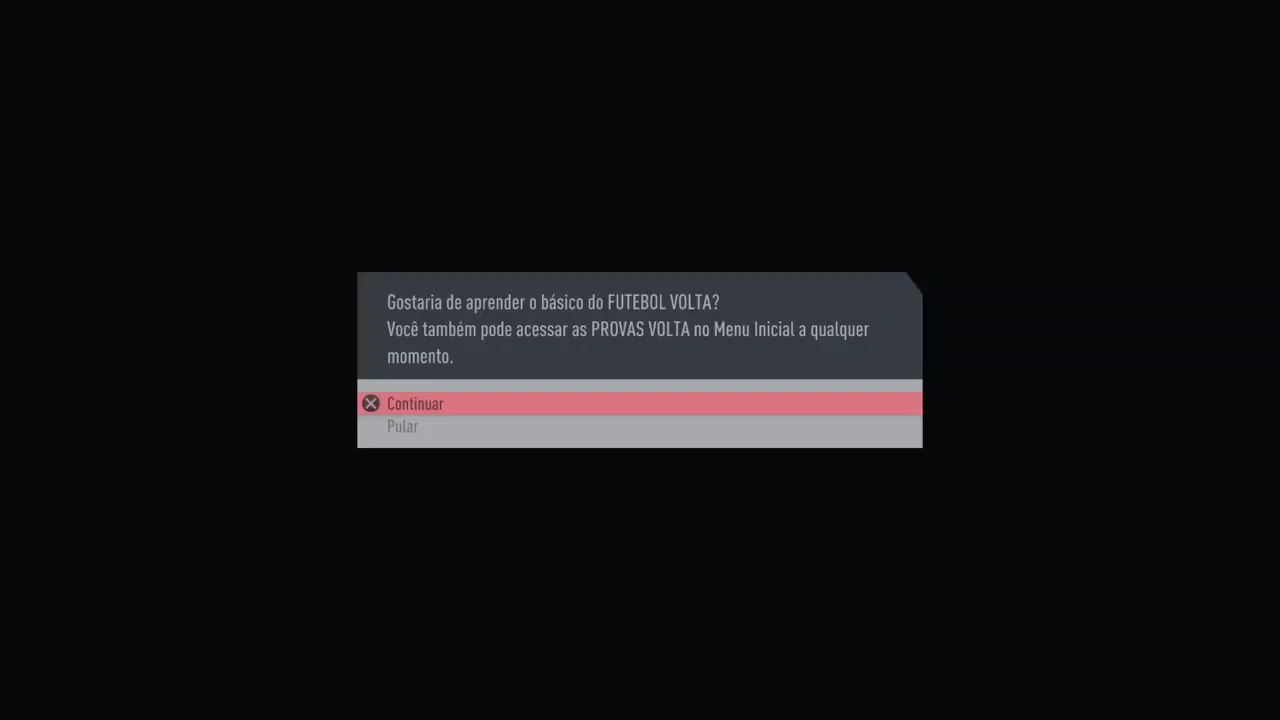 Gostaria de aprender o básico do FUTEBOL VOLTA?
Você também pode acessar as PROVAS VOLTA no Menu Inicial a qualquer
momento.
Continuar
Pular